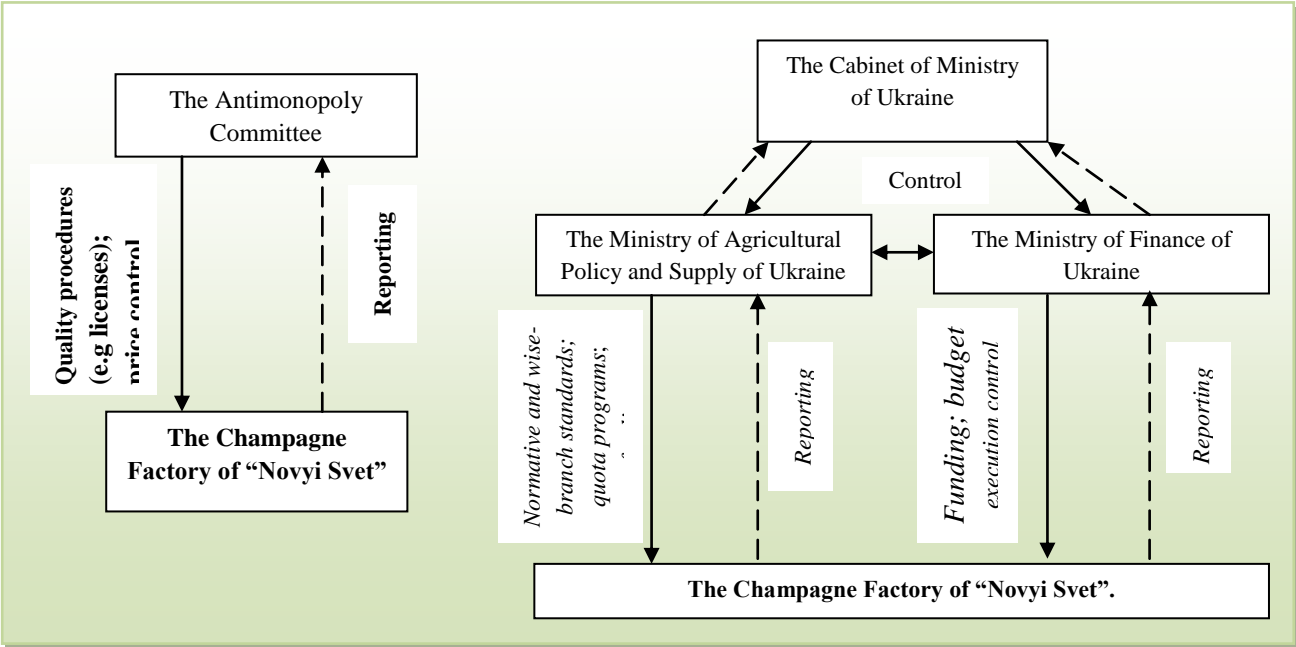 The Antimonopoly
Committee
Quality procedures
(e.g licenses);
price control
Reporting
The Champagne
Factory of “Novyi Svet”
The Cabinet of Ministry
of Ukraine
Control
The Ministry of Agricultural
Policy and Supply of Ukraine
The Ministry of Finance of
Ukraine
Normative and wise-
branch standards;
quota programs;
Reporting
Funding; budget
execution control
Reporting
The Champagne Factory of “Novyi Svet”.